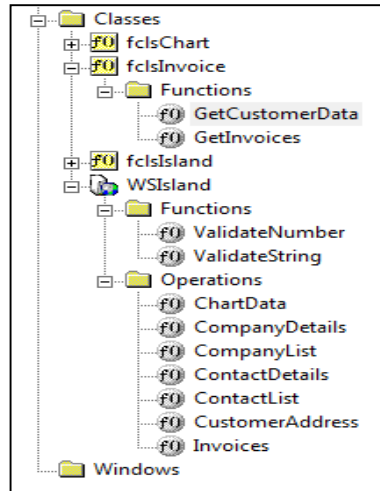 Classes
f() fclsChart
f() fclsInvoice
Functions
f() GetCustomerData
f() GetInvoices
f() fclsIsland
WSIsland
Functions
f() ValidateNumber
f() ValidateString
Operations
f() ChartData
f() CompanyDetails
f() CompanyList
f() ContactDetails
f() ContactList
f() CustomerAddress
f() Invoices
Windows